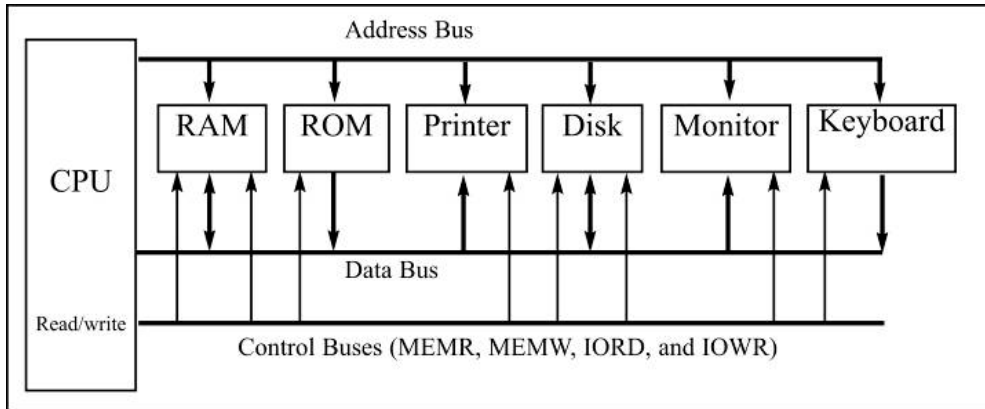 Address Bus
RAM
ROM
Printer
Disk
Monitor
Keyboard
CPU
Data Bus
Read/write
Control Buses (MEMR, MEMW, IORD, and IOWR)